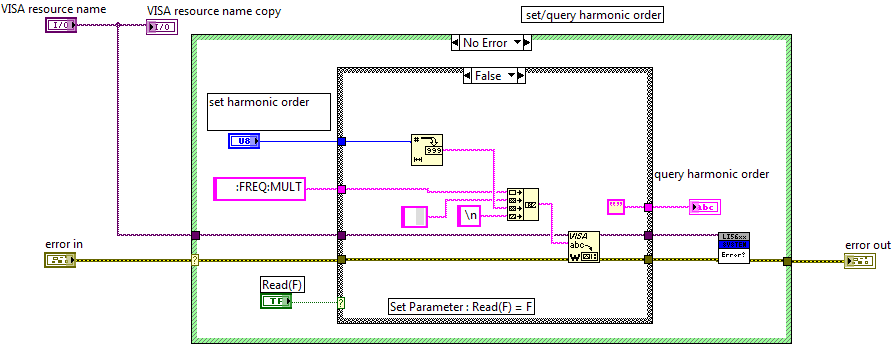 set/query harmonic order
VISA resource name
VISA resource name copy
I/O
I/O
No Error
False
set harmonic order
U8
#
999
:FREQ:MULT
\n
query harmonic order
""
abc
VISA
abc
W
LI56xx
Error?
error in
error out
?
Read(F)
TF
?
Set Parameter : Read(F) = F